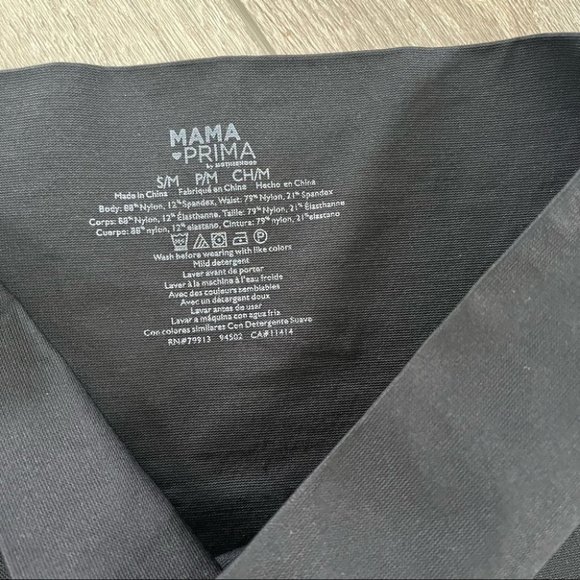 MAMA
♥PRIMA
by MOTHERHOOD
S/M P/M CH/M
Made in China Fabriqué en China Hecho en China
Body: 88% Nylon, 12% Spandex, Waist: 79% Nylon, 21% Spandex
Corps: 88% nylon, 12% Élasthanne, Taille: 79% Nylon, 21% Élasthanne
Cuerpo: 88% nylon, 12% elastano, Cintura: 79% nylon, 21% elastano
Wash before wearing with like colors
Mild detergent
Laver avant de porter
Laver à la machine à l'eau froide
Avec des couleurs semblables
Avec un détergent doux
Lavar antes de usar
Lavar a máquina con agua fría
Con colores similares Con Detergente Suave
RN#79913 94502 CA#11414